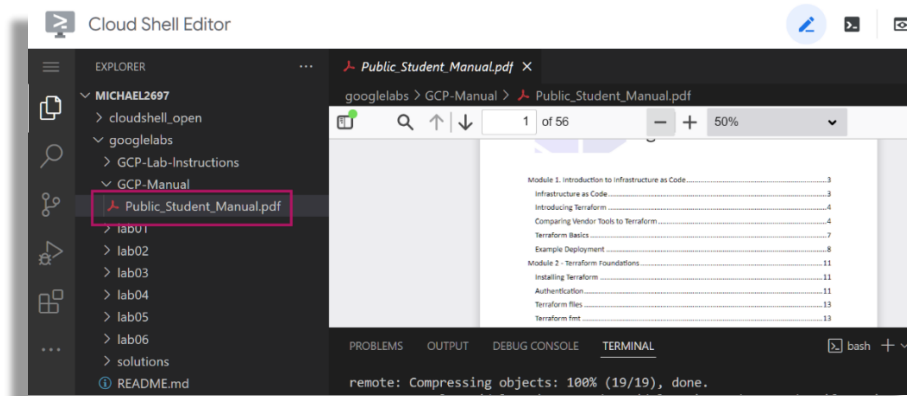 Cloud Shell Editor
EXPLORER
MICHAEL2697
cloudshell_open
googlelabs
GCP-Lab-Instructions
GCP-Manual
Public_Student_Manual.pdf
lab01
lab02
lab03
lab04
lab05
lab06
solutions
README.md
Public_Student_Manual.pdf
googlelabs > GCP-Manual > Public_Student_Manual.pdf
1 of 56 50%
Module 1. Introduction to Infrastructure as Code 3
Infrastructure as Code 3
Introducing Terraform 4
Comparing Vendor Tools to Terraform 4
Terraform Basics 7
Example Deployment 8
Module 2 - Terraform Foundations 11
Installing Terraform 11
Authentication 11
Terraform files 13
Terraform fmt 13
PROBLEMS OUTPUT DEBUG CONSOLE TERMINAL bash
remote: Compressing objects: 100% (19/19), done.